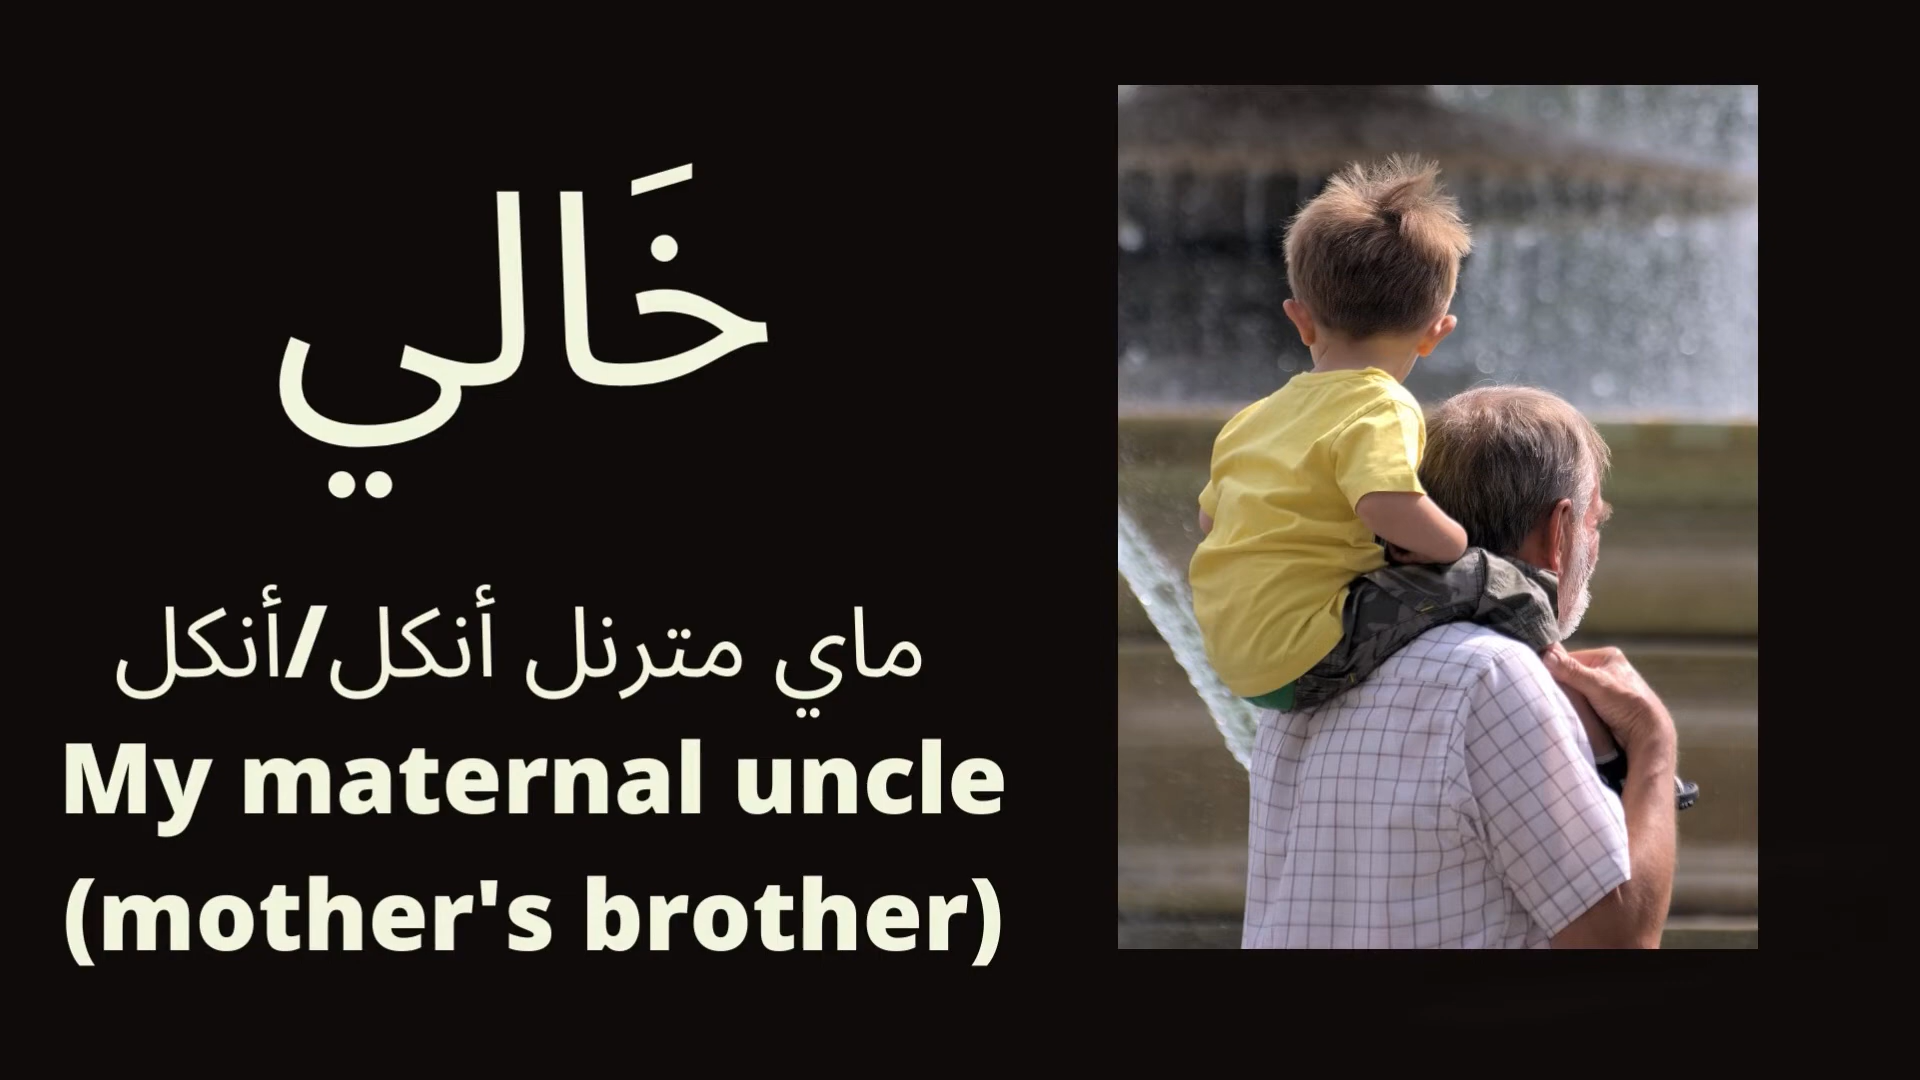 خَالي
ماي مترنل أنكل/أنكل
My maternal uncle
(mother's brother)